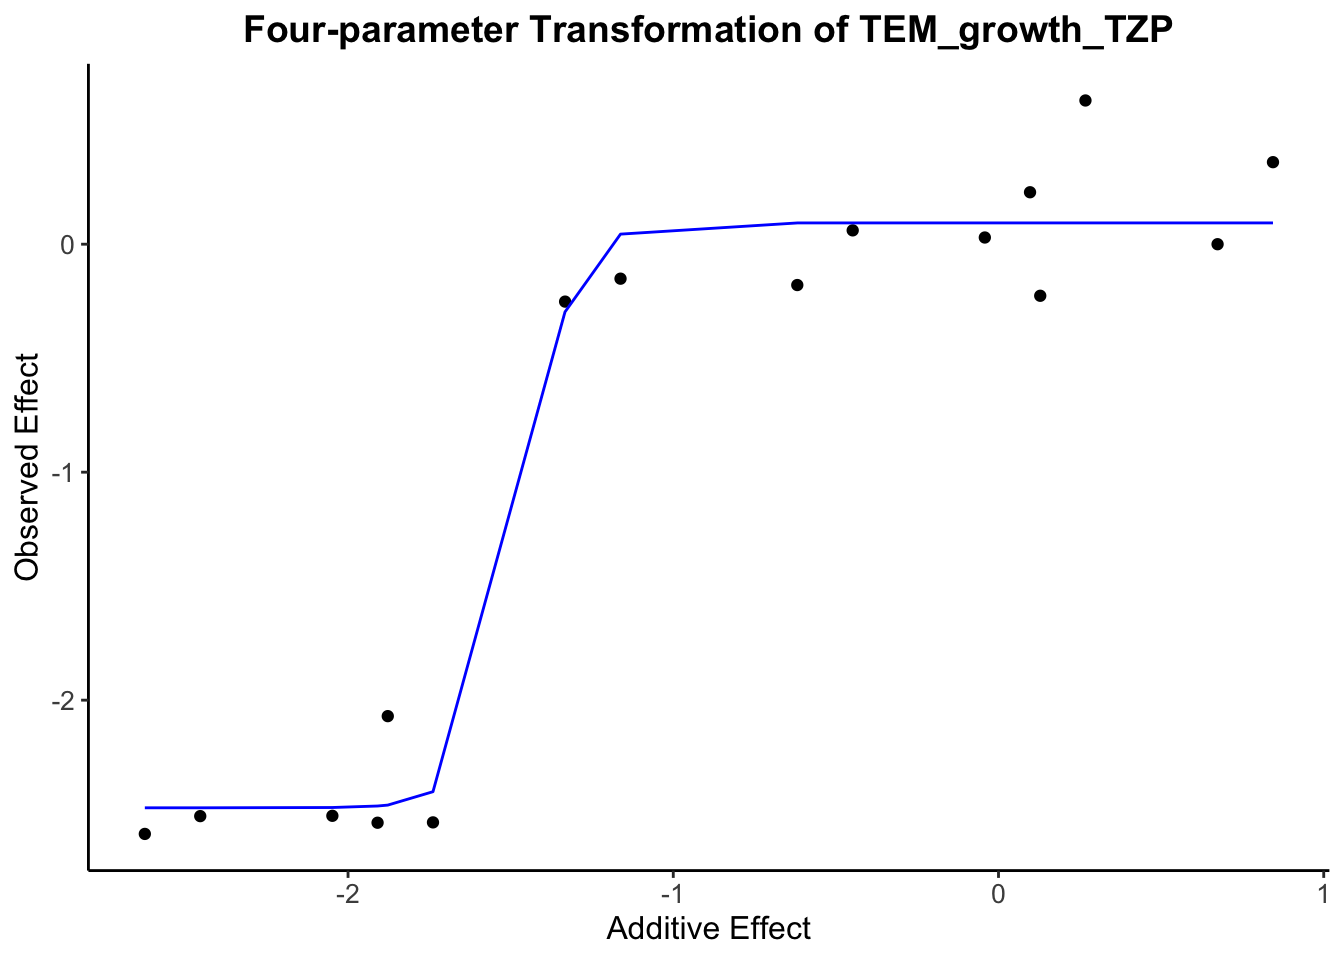 Four-parameter Transformation of TEM_growth_TZP
Observed Effect
0
-1
-2
-2
-1
0
1
Additive Effect